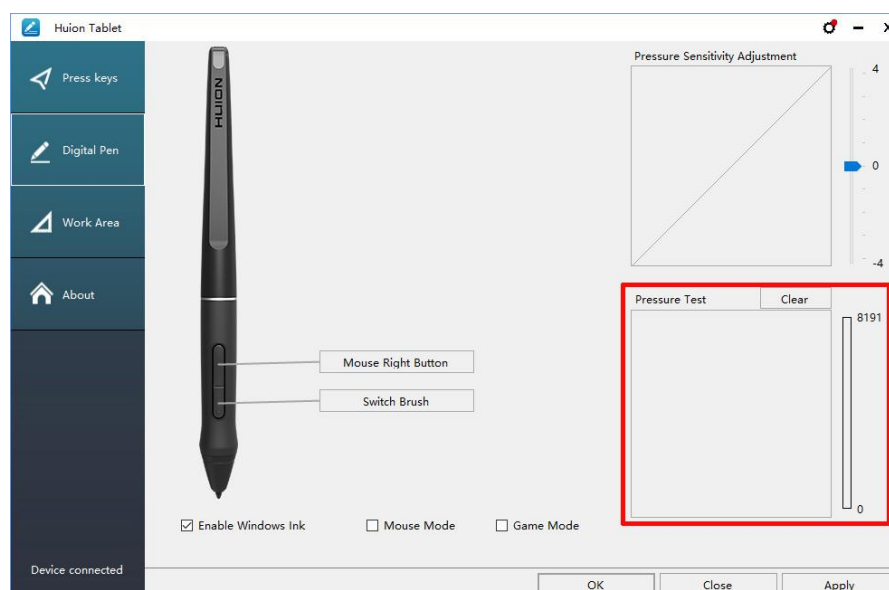 Huion Tablet
Press keys
Digital Pen
Work Area
About
Device connected
HUION
Mouse Right Button
Switch Brush
Enable Windows Ink
Mouse Mode
Game Mode
Pressure Sensitivity Adjustment
4
0
-4
Pressure Test
Clear
8191
0
OK
Close
Apply